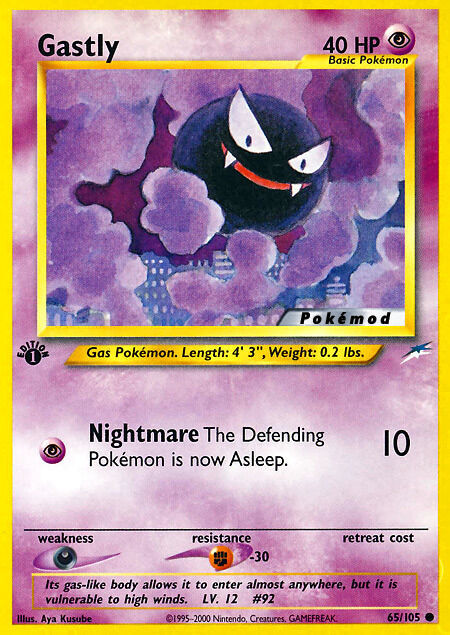 Gastly
40 HP
Basic Pokémon
Pokémod
EDITION
1
Gas Pokémon. Length: 4' 3", Weight: 0.2 lbs.
Nightmare The Defending 10
Pokémon is now Asleep.
weakness resistance retreat cost
-30
Its gas-like body allows it to enter almost anywhere, but it is
vulnerable to high winds. LV. 12 #92
Illus. Aya Kusube ©1995-2000 Nintendo, Creatures, GAMEFREAK. 65/105